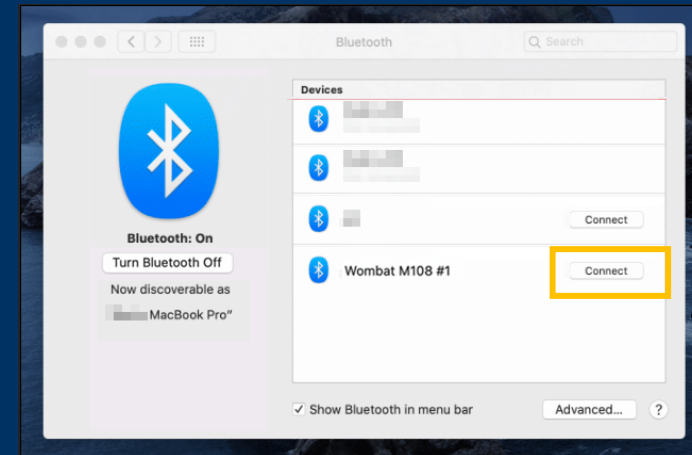 Bluetooth
Search
Devices
Connect
Wombat M108 #1
Connect
Bluetooth: On
Turn Bluetooth Off
Now discoverable as
MacBook Pro"
Show Bluetooth in menu bar
Advanced...
?